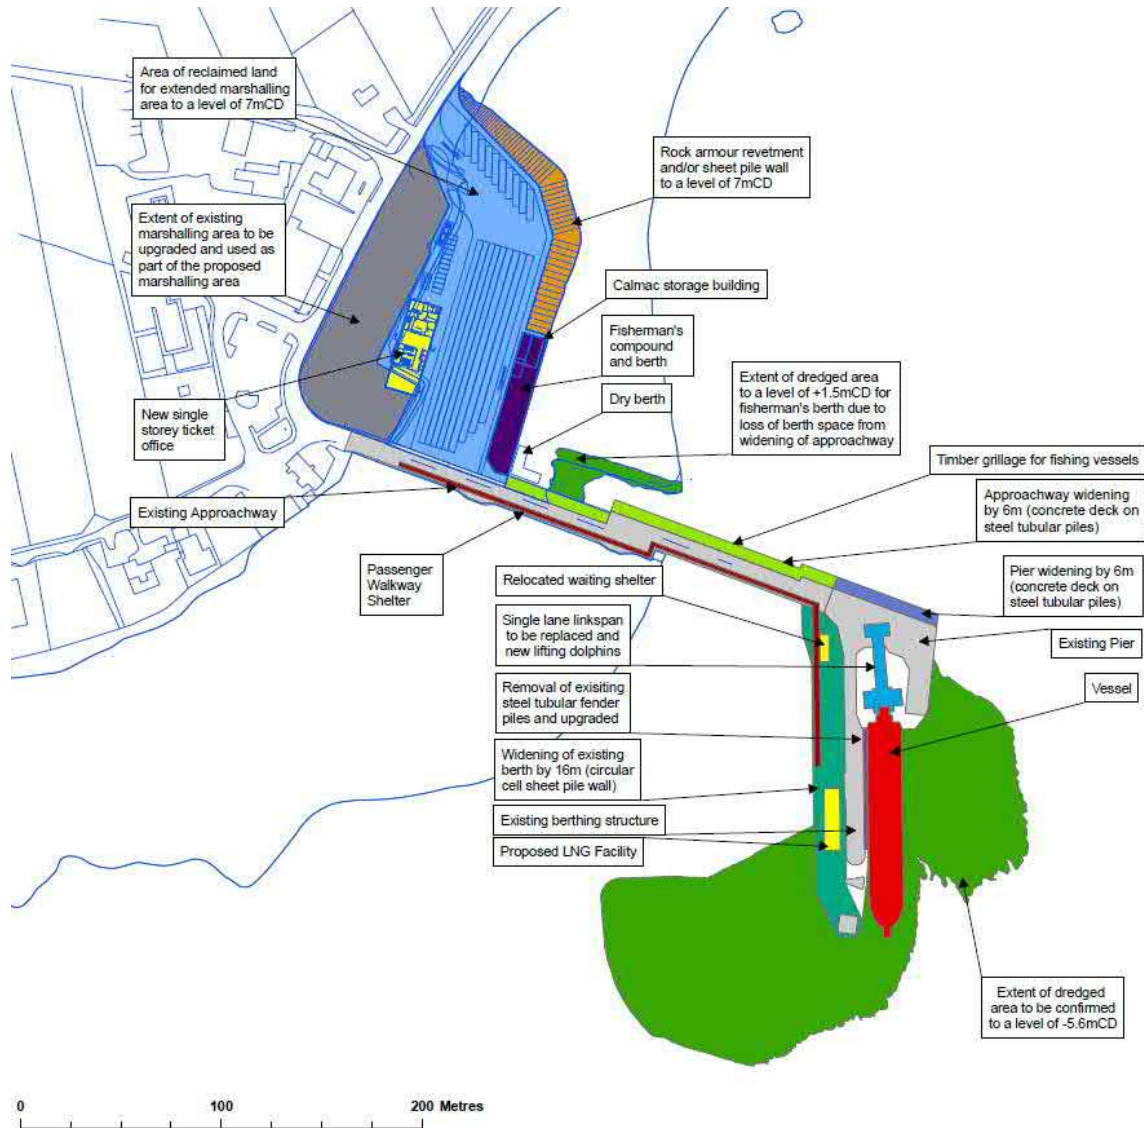 Area of reclaimed land
for extended marshalling
area to a level of 7mCD
Rock armour revetment
and/or sheet pile wall
to a level of 7mCD
Extent of existing
marshalling area to be
upgraded and used as
part of the proposed
marshalling area
Calmac storage building
Fisherman's
compound
and berth
Dry berth
Extent of dredged area
to a level of +1.5mCD for
fisherman's berth due to
loss of berth space from
widening of approachway
New single
storey ticket
office
Timber grillage for fishing vessels
Existing Approachway
Approachway widening
by 6m (concrete deck on
steel tubular piles)
Passenger
Walkway
Shelter
Relocated waiting shelter
Pier widening by 6m
(concrete deck on
steel tubular piles)
Single lane linkspan
to be replaced and
new lifting dolphins
Existing Pier
Removal of exisiting
steel tubular fender
piles and upgraded
Vessel
Widening of existing
berth by 16m (circular
cell sheet pile wall)
Existing berthing structure
Proposed LNG Facility
Extent of dredged
area to be confirmed
to a level of -5.6mCD
0 100 200 Metres